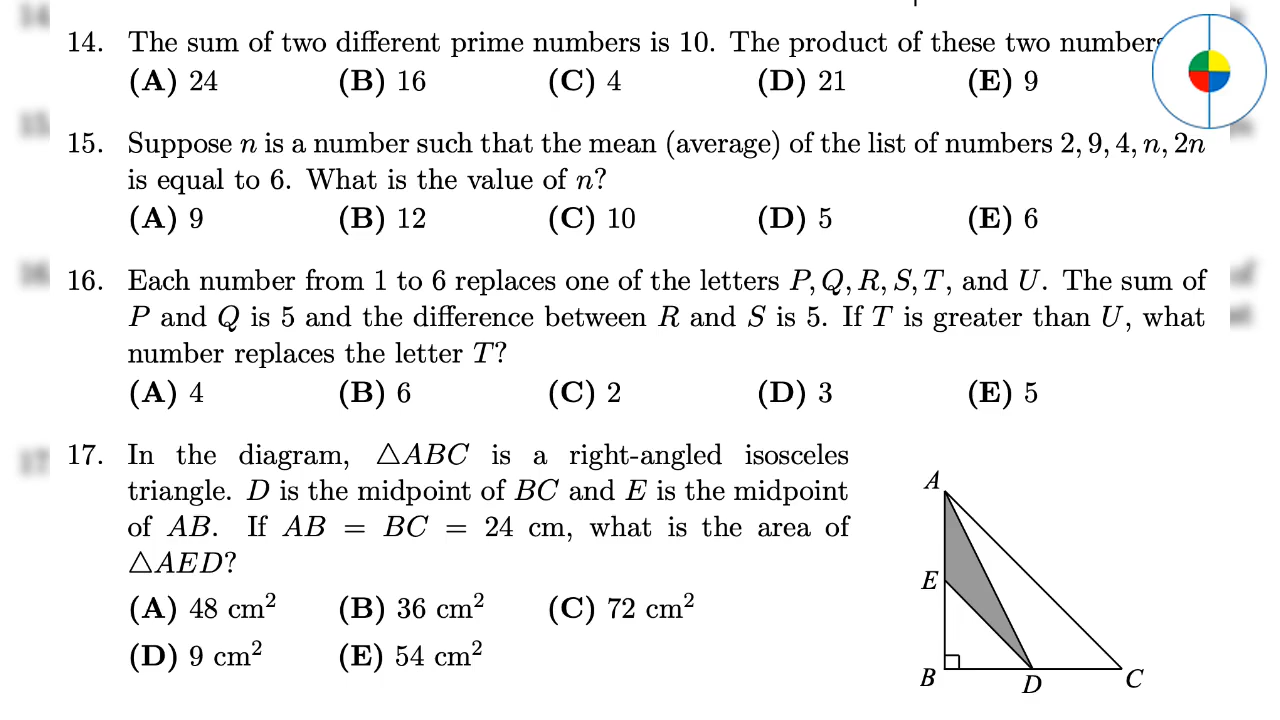 14. The sum of two different prime numbers is 10. The product of these two numbers
(A) 24 (B) 16 (C) 4 (D) 21 (E) 9
15. Suppose n is a number such that the mean (average) of the list of numbers 2, 9, 4, n, 2n
is equal to 6. What is the value of n?
(A) 9 (B) 12 (C) 10 (D) 5 (E) 6
16. Each number from 1 to 6 replaces one of the letters P, Q, R, S, T, and U. The sum of
P and Q is 5 and the difference between R and S is 5. If T is greater than U, what
number replaces the letter T?
(A) 4 (B) 6 (C) 2 (D) 3 (E) 5
17. In the diagram, △ABC is a right-angled isosceles
triangle. D is the midpoint of BC and E is the midpoint
of AB. If AB = BC = 24 cm, what is the area of
△AED?
(A) 48 cm² (B) 36 cm² (C) 72 cm²
(D) 9 cm² (E) 54 cm²
A
E
B D C